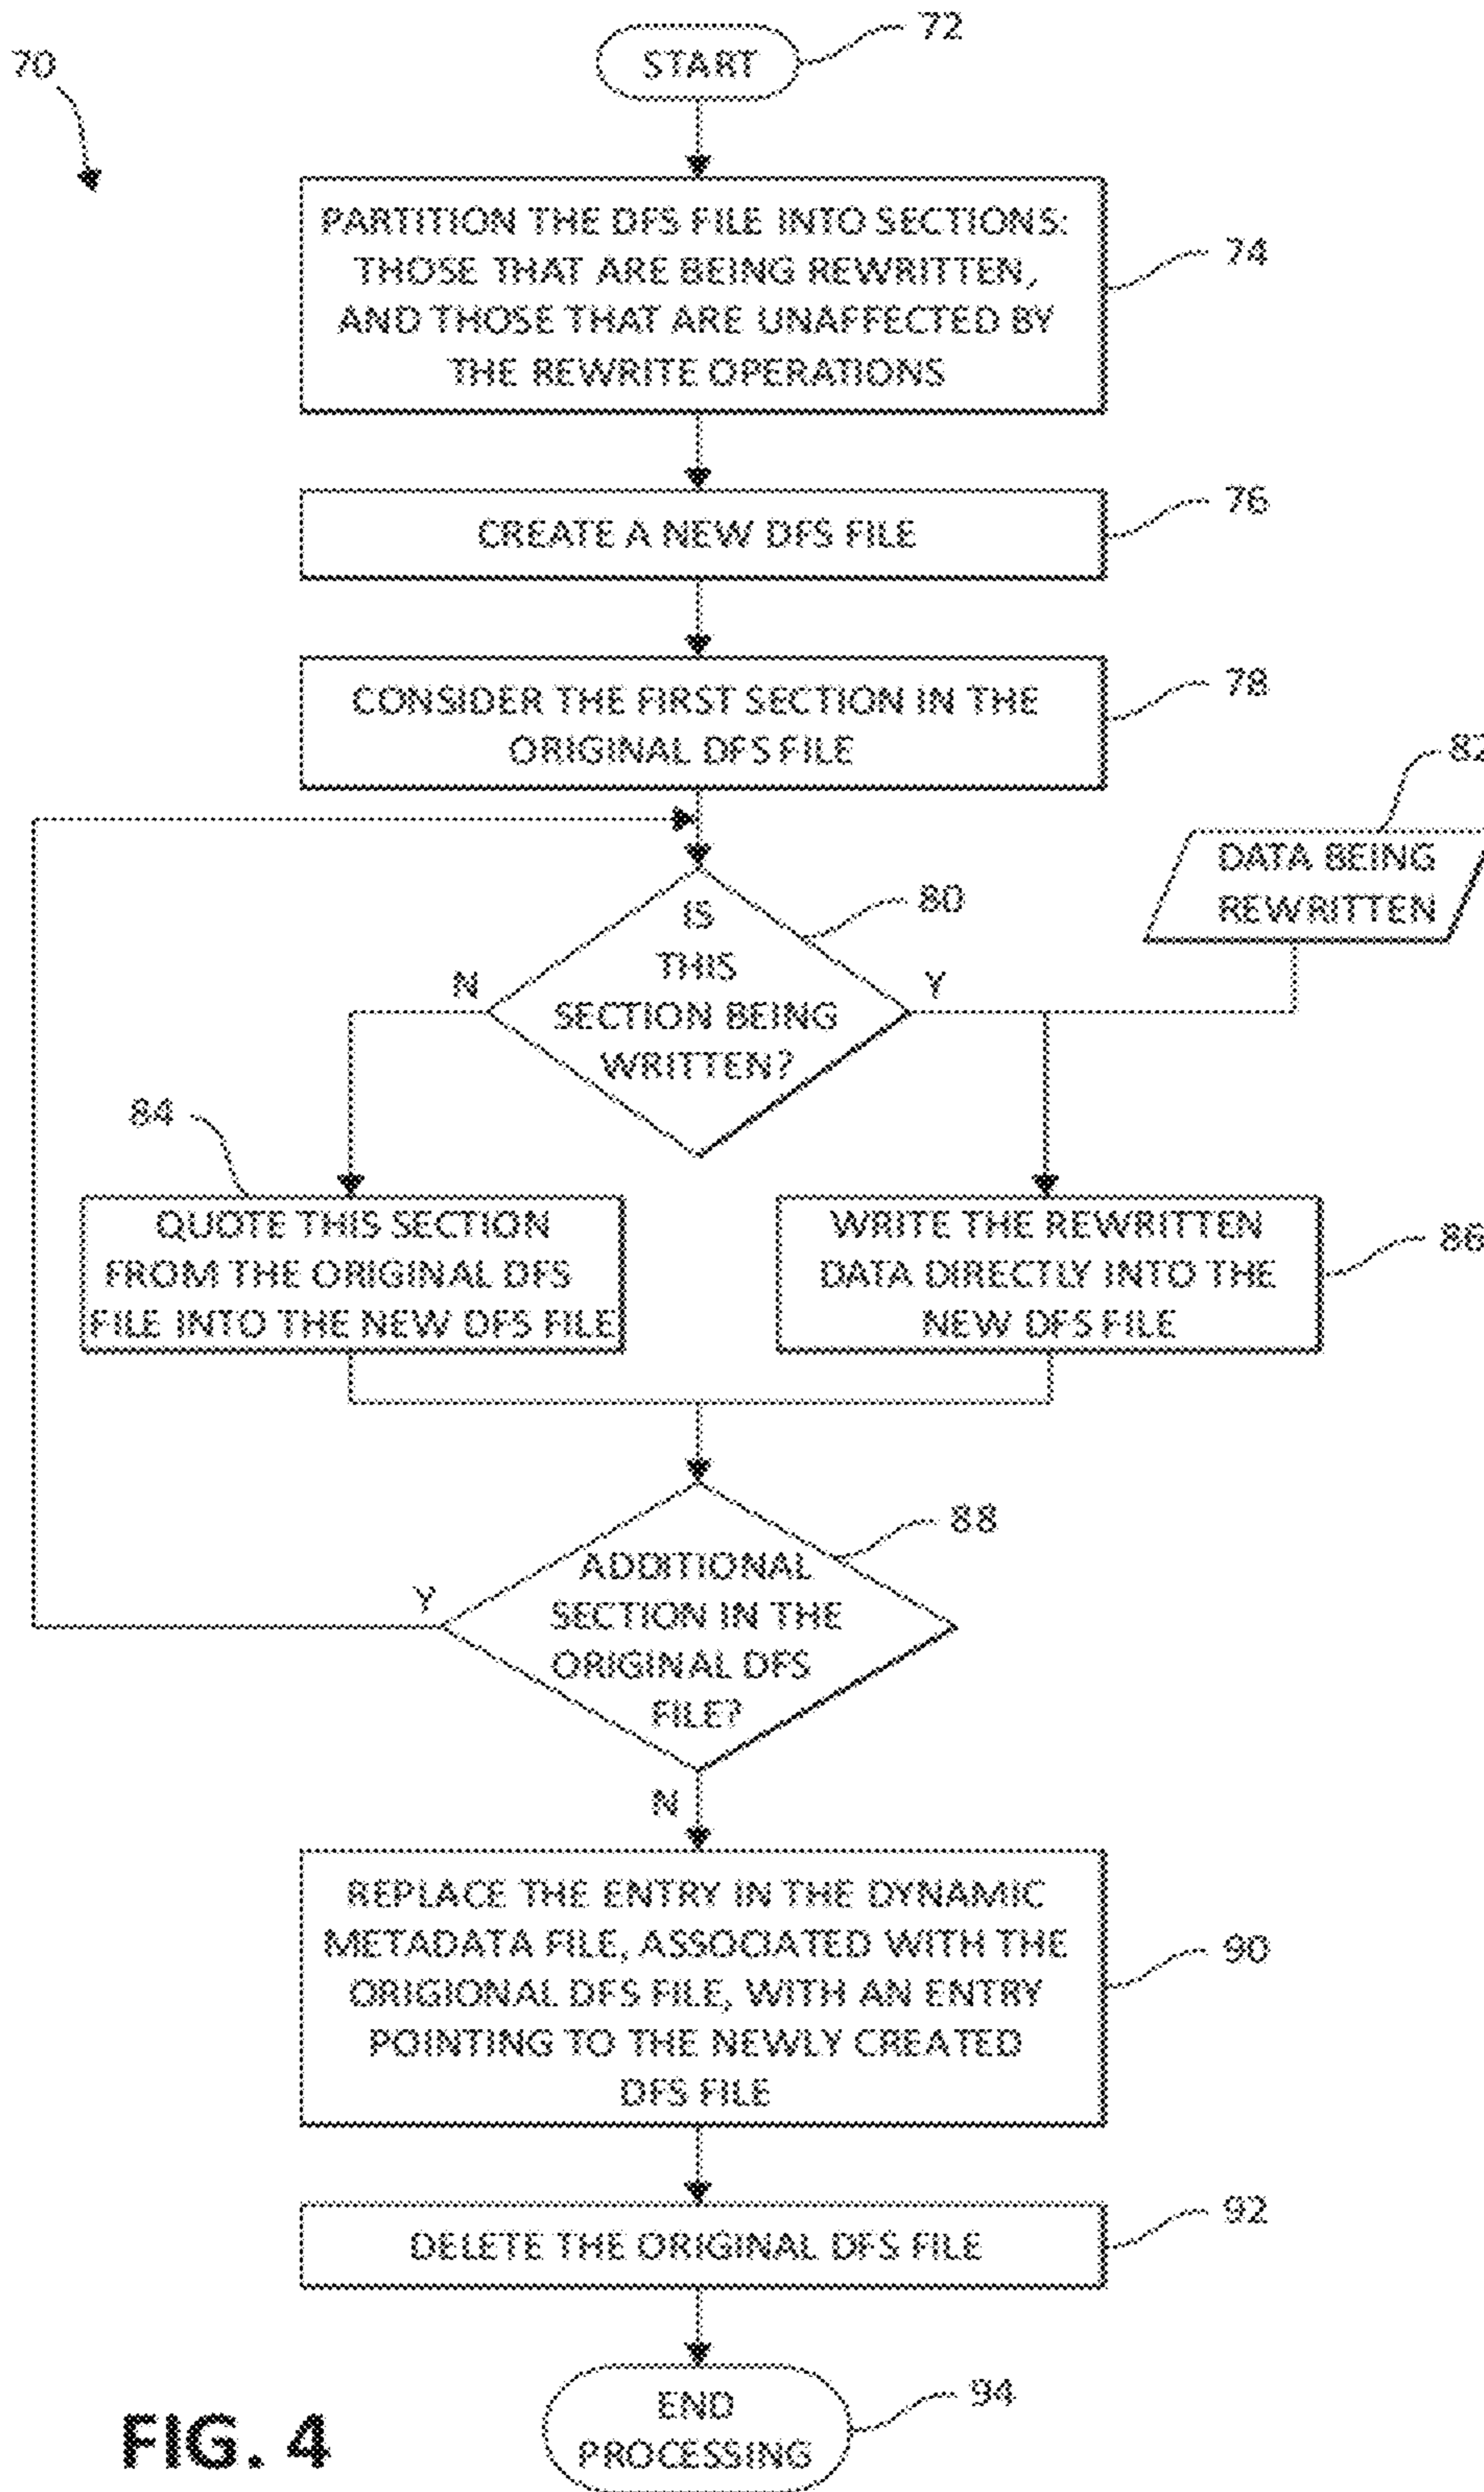 70
START
72
PARTITION THE DFS FILE INTO SECTIONS:
THOSE THAT ARE BEING REWRITTEN,
AND THOSE THAT ARE UNAFFECTED BY
THE REWRITE OPERATIONS
74
CREATE A NEW DFS FILE
76
CONSIDER THE FIRST SECTION IN THE
ORIGINAL DFS FILE
78
82
DATA BEING
REWRITTEN
IS
THIS
SECTION BEING
WRITTEN?
80
N
Y
84
QUOTE THIS SECTION
FROM THE ORIGINAL DFS
FILE INTO THE NEW DFS FILE
WRITE THE REWRITTEN
DATA DIRECTLY INTO THE
NEW DFS FILE
86
ADDITIONAL
SECTION IN THE
ORIGINAL DFS
FILE?
88
Y
N
REPLACE THE ENTRY IN THE DYNAMIC
METADATA FILE, ASSOCIATED WITH THE
ORIGIONAL DFS FILE, WITH AN ENTRY
POINTING TO THE NEWLY CREATED
DFS FILE
90
DELETE THE ORIGINAL DFS FILE
92
END
PROCESSING
94
FIG. 4